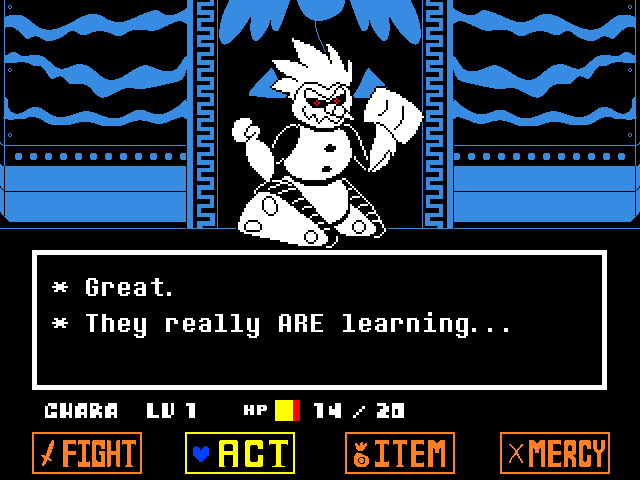 * Great.
* They really ARE learning...
CHARA LV 1 HP 14 / 20
FIGHT ACT ITEM MERCY